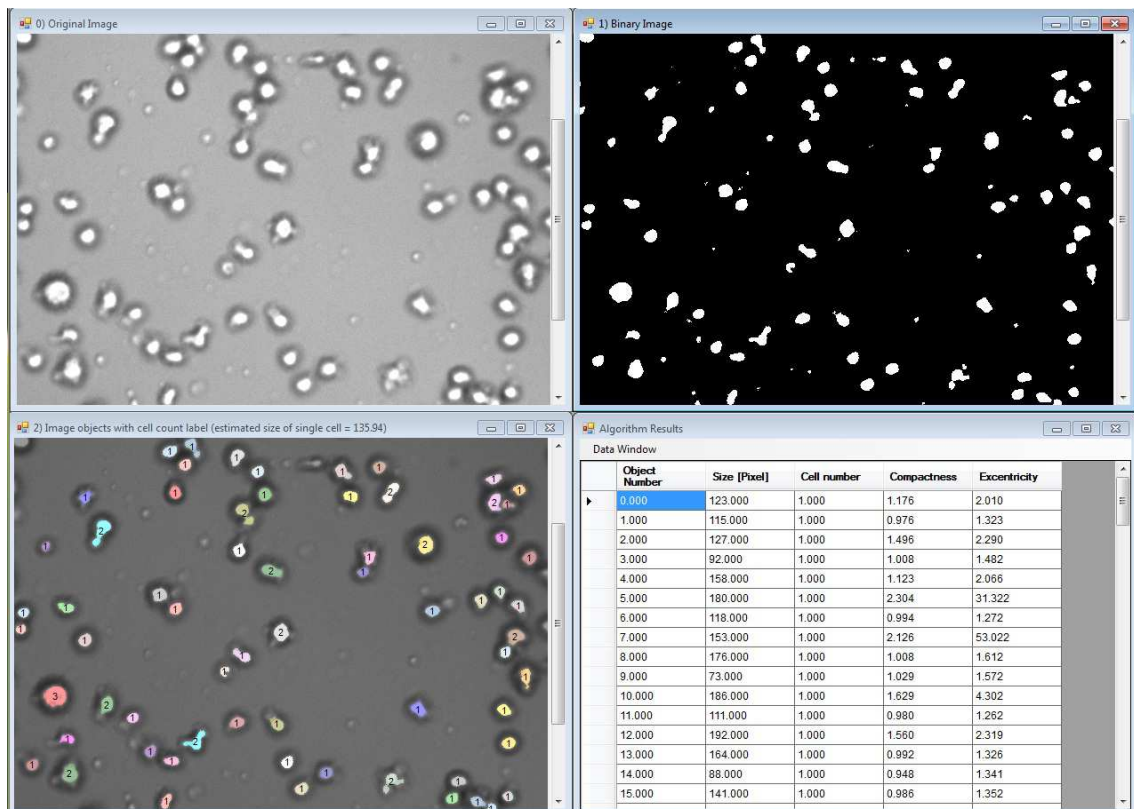 0) Original Image
1) Binary Image
2) Image objects with cell count label (estimated size of single cell = 135.94)
Algorithm Results
Data Window
Object Number Size [Pixel] Cell number Compactness Excentricity
0.000 123.000 1.000 1.176 2.010
1.000 115.000 1.000 0.976 1.323
2.000 127.000 1.000 1.496 2.290
3.000 92.000 1.000 1.008 1.482
4.000 158.000 1.000 1.123 2.066
5.000 180.000 1.000 2.304 31.322
6.000 118.000 1.000 0.994 1.272
7.000 153.000 1.000 2.126 53.022
8.000 176.000 1.000 1.008 1.612
9.000 73.000 1.000 1.029 1.572
10.000 186.000 1.000 1.629 4.302
11.000 111.000 1.000 0.980 1.262
12.000 192.000 1.000 1.560 2.319
13.000 164.000 1.000 0.992 1.326
14.000 88.000 1.000 0.948 1.341
15.000 141.000 1.000 0.986 1.352